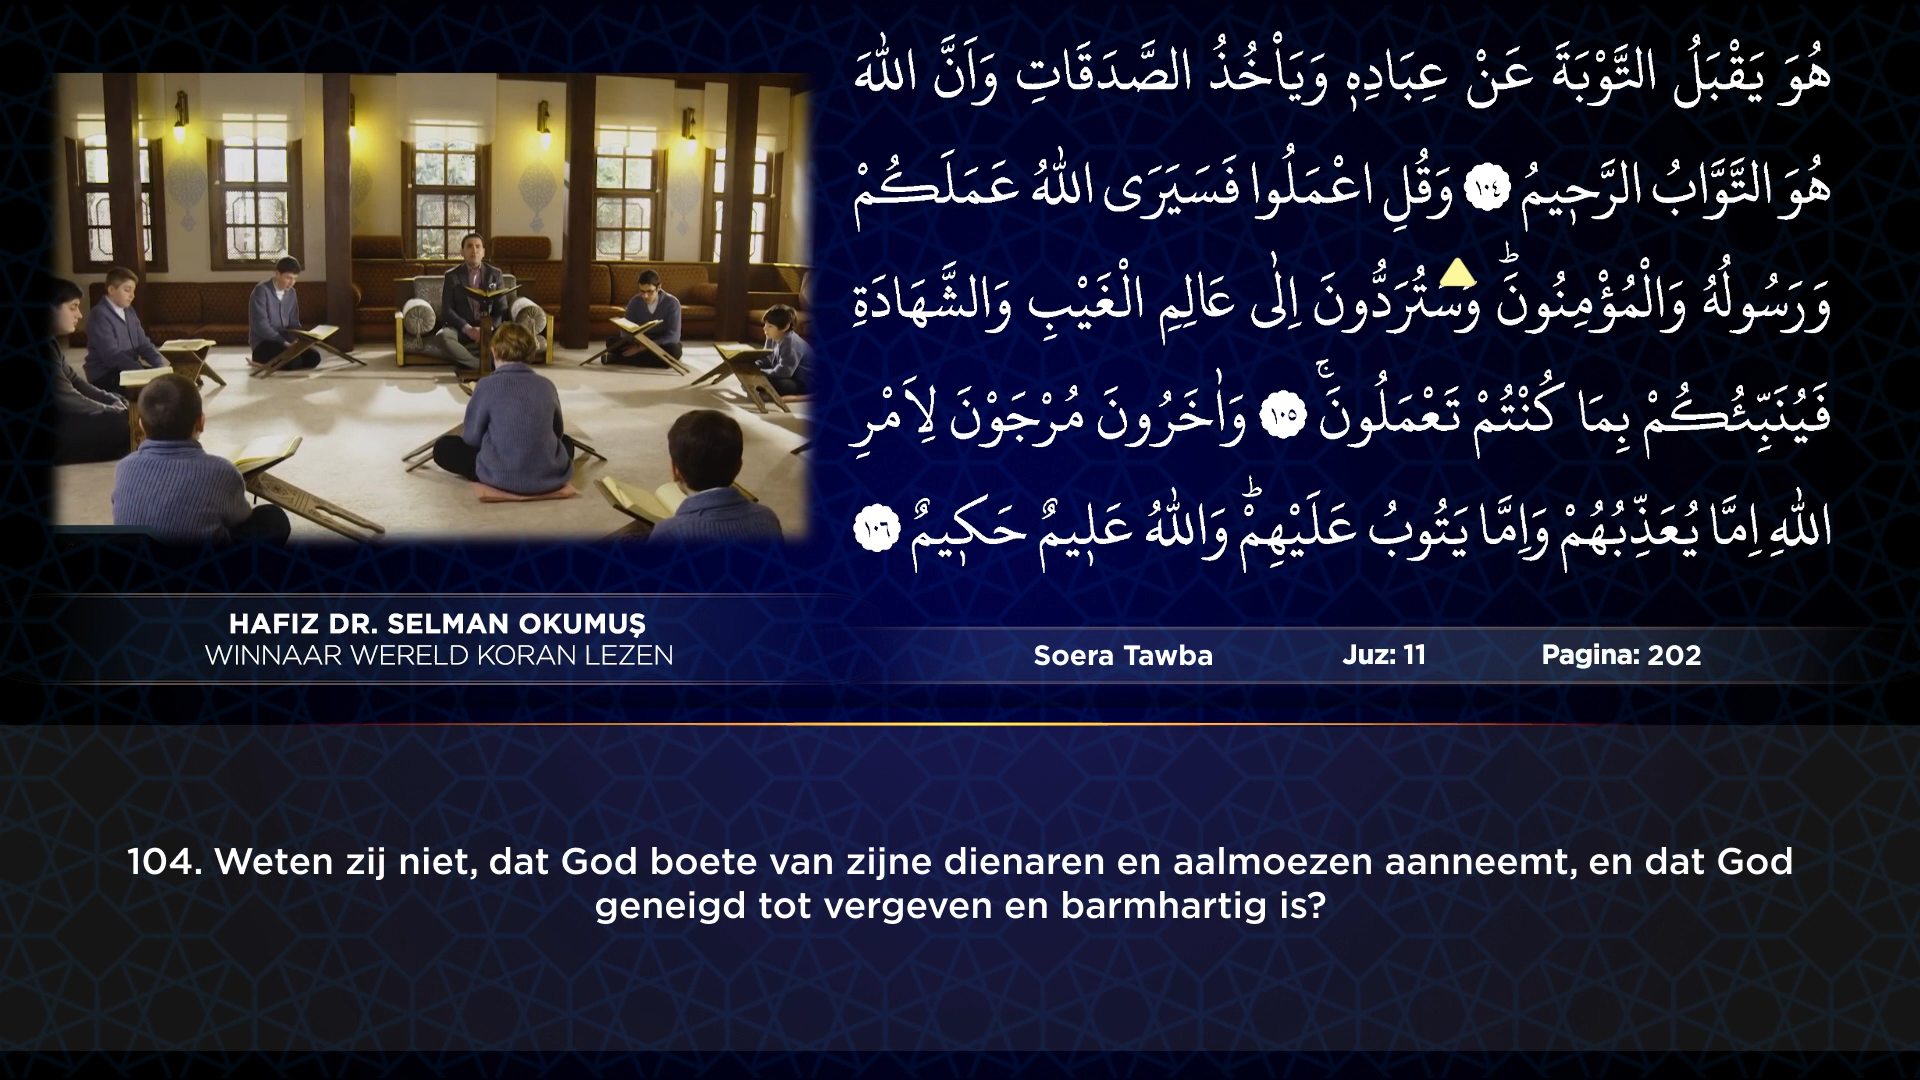 هُوَ يَقْبَلُ التَّوْبَةَ عَنْ عِبَادِهٖ وَيَأْخُذُ الصَّدَقَاتِ وَاَنَّ اللّٰهَ
هُوَ التَّوَّابُ الرَّحٖيمُ ١٠٤ وَقُلِ اعْمَلُوا فَسَيَرَى اللّٰهُ عَمَلَكُمْ
وَرَسُولُهُ وَالْمُؤْمِنُونَؕ وَسَتُرَدُّونَ اِلٰى عَالِمِ الْغَيْبِ وَالشَّهَادَةِ
فَيُنَبِّئُكُمْ بِمَا كُنْتُمْ تَعْمَلُونَۚ ١٠٥ وَاٰخَرُونَ مُرْجَوْنَ لِاَمْرِ
اللّٰهِ اِمَّا يُعَذِّبُهُمْ وَاِمَّا يَتُوبُ عَلَيْهِمْؕ وَاللّٰهُ عَلٖيمٌ حَكٖيمٌ ١٠٦
HAFIZ DR. SELMAN OKUMUŞ
WINNAAR WERELD KORAN LEZEN
Soera Tawba Juz: 11 Pagina: 202
104. Weten zij niet, dat God boete van zijne dienaren en aalmoezen aanneemt, en dat God
geneigd tot vergeven en barmhartig is?